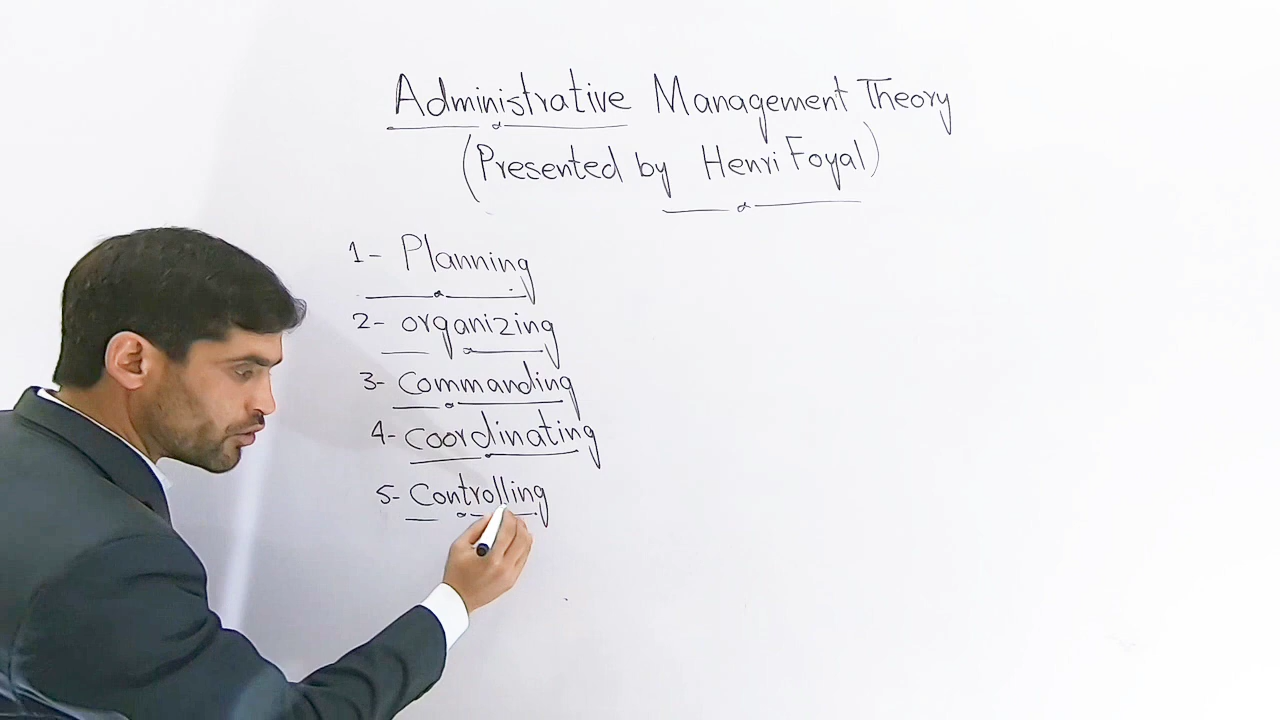 Administrative Management Theory
(Presented by Henri Foyal)
1- Planning
2- organizing
3- Commanding
4- Coordinating
5- Controlling